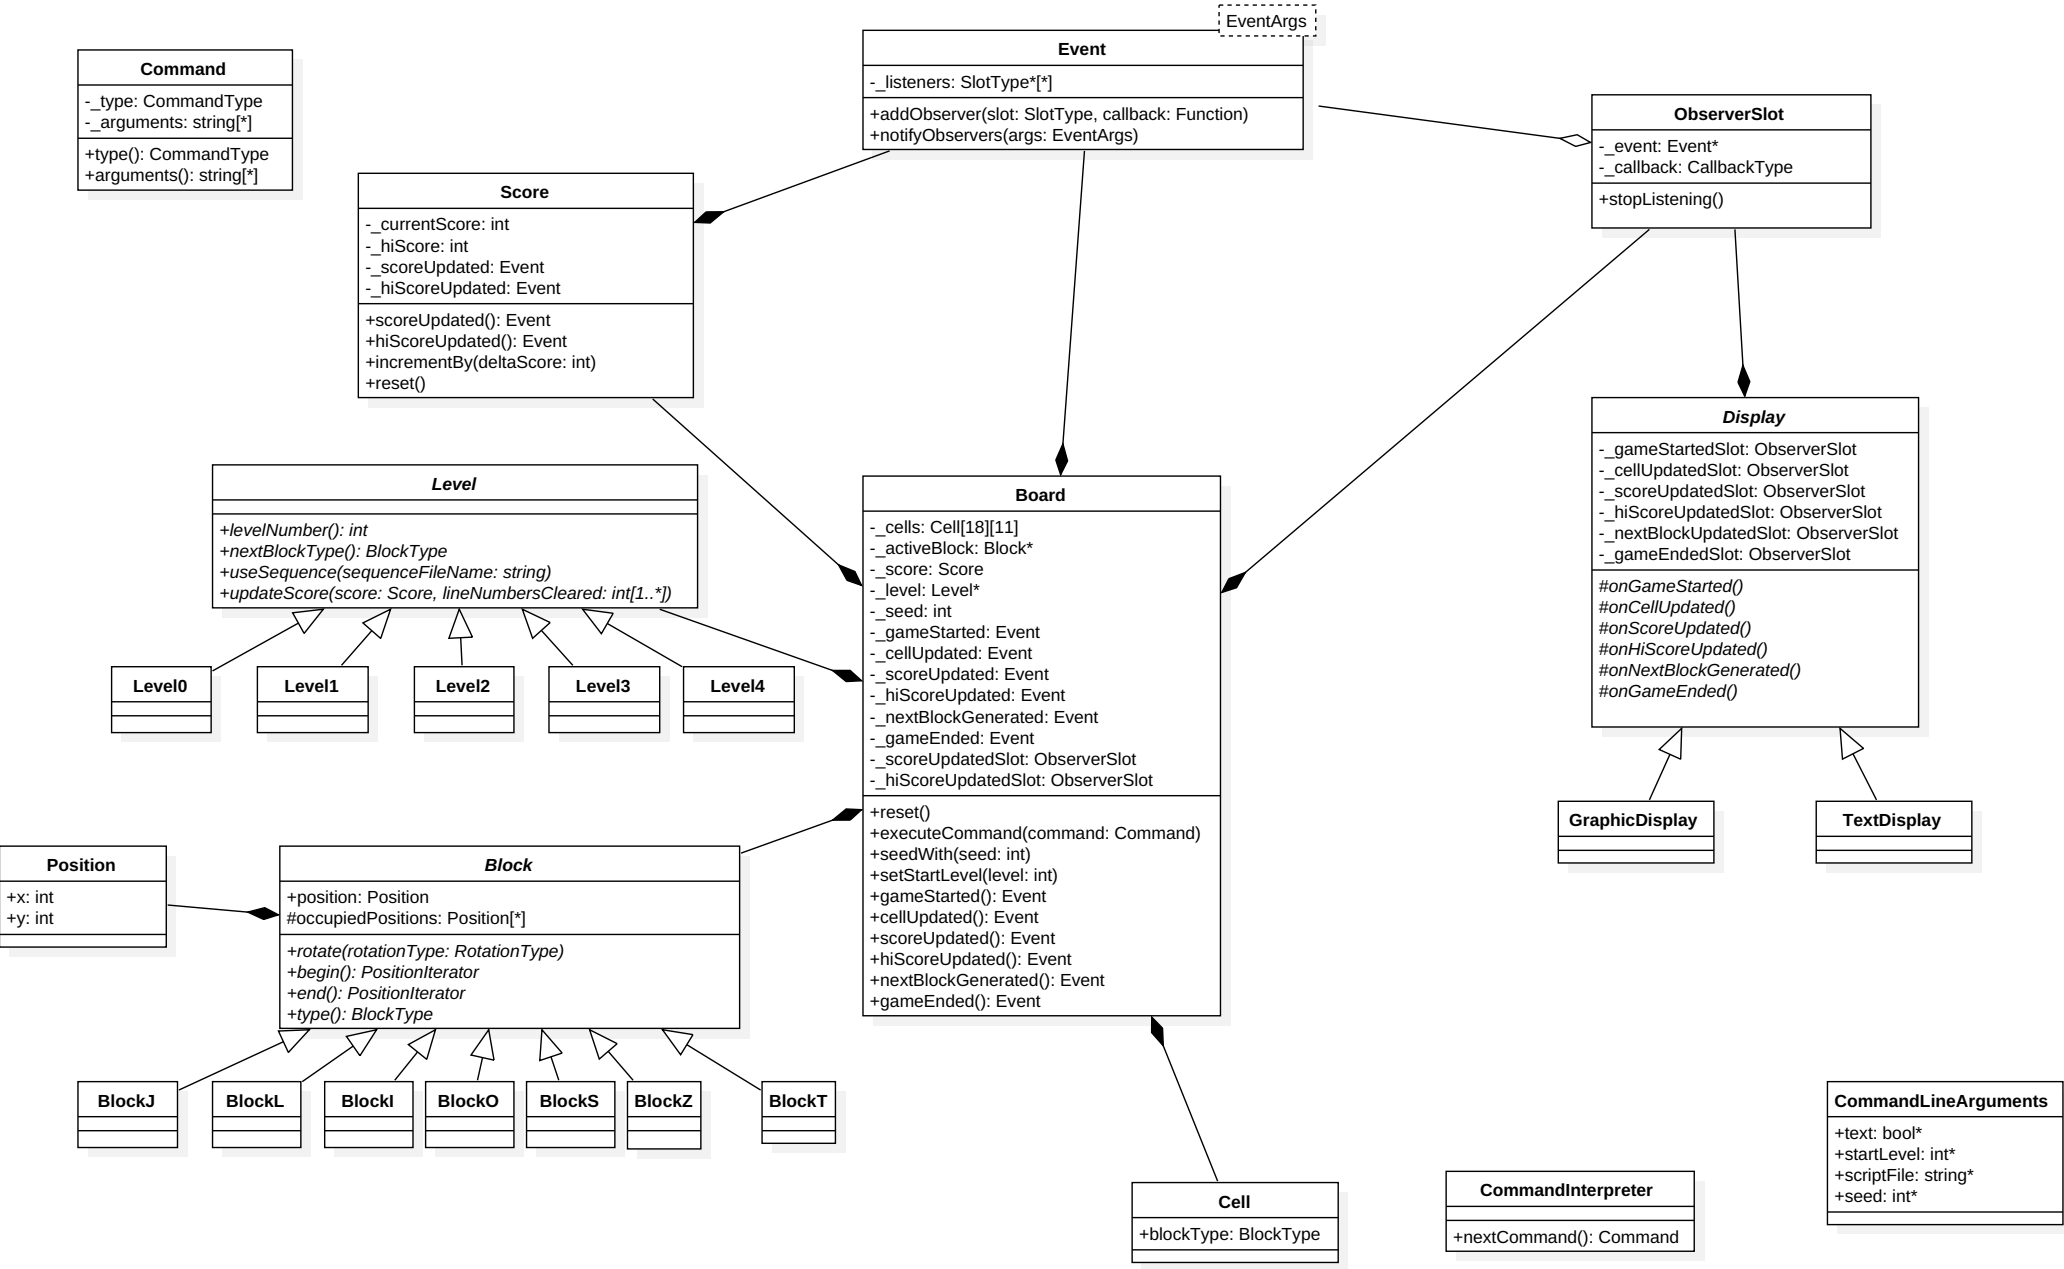 EventArgs
Event
-_listeners: SlotType*[*]
+addObserver(slot: SlotType, callback: Function)
+notifyObservers(args: EventArgs)
Command
-_type: CommandType
-_arguments: string[*]
+type(): CommandType
+arguments(): string[*]
ObserverSlot
-_event: Event*
-_callback: CallbackType
+stopListening()
Score
-_currentScore: int
-_hiScore: int
-_scoreUpdated: Event
-_hiScoreUpdated: Event
+scoreUpdated(): Event
+hiScoreUpdated(): Event
+incrementBy(deltaScore: int)
+reset()
Display
-_gameStartedSlot: ObserverSlot
-_cellUpdatedSlot: ObserverSlot
-_scoreUpdatedSlot: ObserverSlot
-_hiScoreUpdatedSlot: ObserverSlot
-_nextBlockUpdatedSlot: ObserverSlot
-_gameEndedSlot: ObserverSlot
#onGameStarted()
#onCellUpdated()
#onScoreUpdated()
#onHiScoreUpdated()
#onNextBlockGenerated()
#onGameEnded()
Level
+levelNumber(): int
+nextBlockType(): BlockType
+useSequence(sequenceFileName: string)
+updateScore(score: Score, lineNumbersCleared: int[1..*])
Board
-_cells: Cell[18][11]
-_activeBlock: Block*
-_score: Score
-_level: Level*
-_seed: int
-_gameStarted: Event
-_cellUpdated: Event
-_scoreUpdated: Event
-_hiScoreUpdated: Event
-_nextBlockGenerated: Event
-_gameEnded: Event
-_scoreUpdatedSlot: ObserverSlot
-_hiScoreUpdatedSlot: ObserverSlot
+reset()
+executeCommand(command: Command)
+seedWith(seed: int)
+setStartLevel(level: int)
+gameStarted(): Event
+cellUpdated(): Event
+scoreUpdated(): Event
+hiScoreUpdated(): Event
+nextBlockGenerated(): Event
+gameEnded(): Event
Level0
Level1
Level2
Level3
Level4
GraphicDisplay
TextDisplay
Position
+x: int
+y: int
Block
+position: Position
#occupiedPositions: Position[*]
+rotate(rotationType: RotationType)
+begin(): PositionIterator
+end(): PositionIterator
+type(): BlockType
BlockJ
BlockL
BlockI
BlockO
BlockS
BlockZ
BlockT
CommandLineArguments
+text: bool*
+startLevel: int*
+scriptFile: string*
+seed: int*
Cell
+blockType: BlockType
CommandInterpreter
+nextCommand(): Command